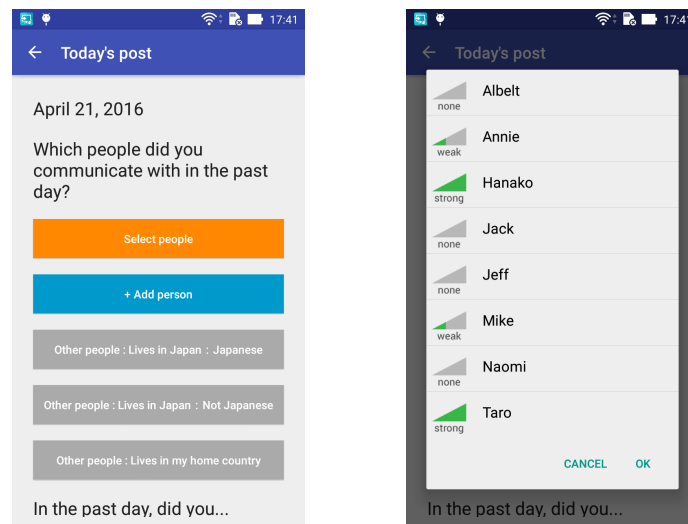 17:41
Today's post
April 21, 2016
Which people did you
communicate with in the past
day?
Select people
+ Add person
Other people : Lives in Japan : Japanese
Other people : Lives in Japan : Not Japanese
Other people : Lives in my home country
In the past day, did you...
17:41
Today's post
none
Albelt
weak
Annie
strong
Hanako
none
Jack
none
Jeff
weak
Mike
none
Naomi
strong
Taro
CANCEL OK
In the past day, did you...